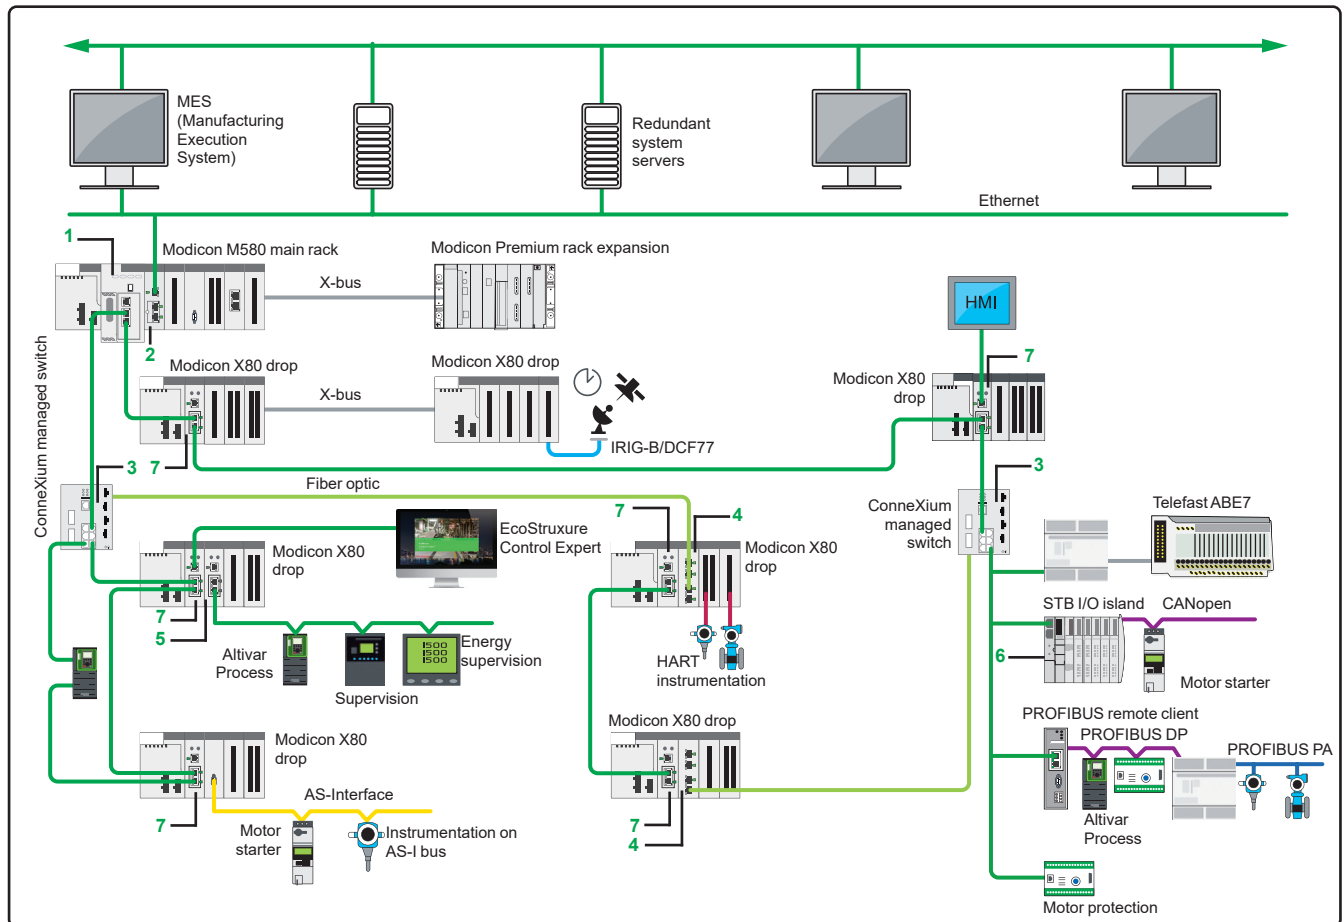 MES
(Manufacturing
Execution
System)
Redundant
system
servers
Ethernet
1
Modicon M580 main rack
Modicon Premium rack expansion
X-bus
HMI
2
Modicon X80 drop
Modicon X80 drop
7
Modicon X80
drop
X-bus
IRIG-B/DCF77
ConneXium managed switch
3
7
3
Fiber optic
ConneXium
managed
switch
Telefast ABE7
7
4
Modicon X80
drop
EcoStruxure
Control Expert
Modicon X80
drop
7
5
STB I/O island
CANopen
Altivar
Process
Energy
supervision
1500
1500
1500
HART
instrumentation
6
Supervision
Motor starter
Modicon X80 drop
PROFIBUS remote client
PROFIBUS DP
PROFIBUS PA
Modicon X80
drop
AS-Interface
7
7
4
Motor
starter
Instrumentation on
AS-I bus
Altivar
Process
Motor protection